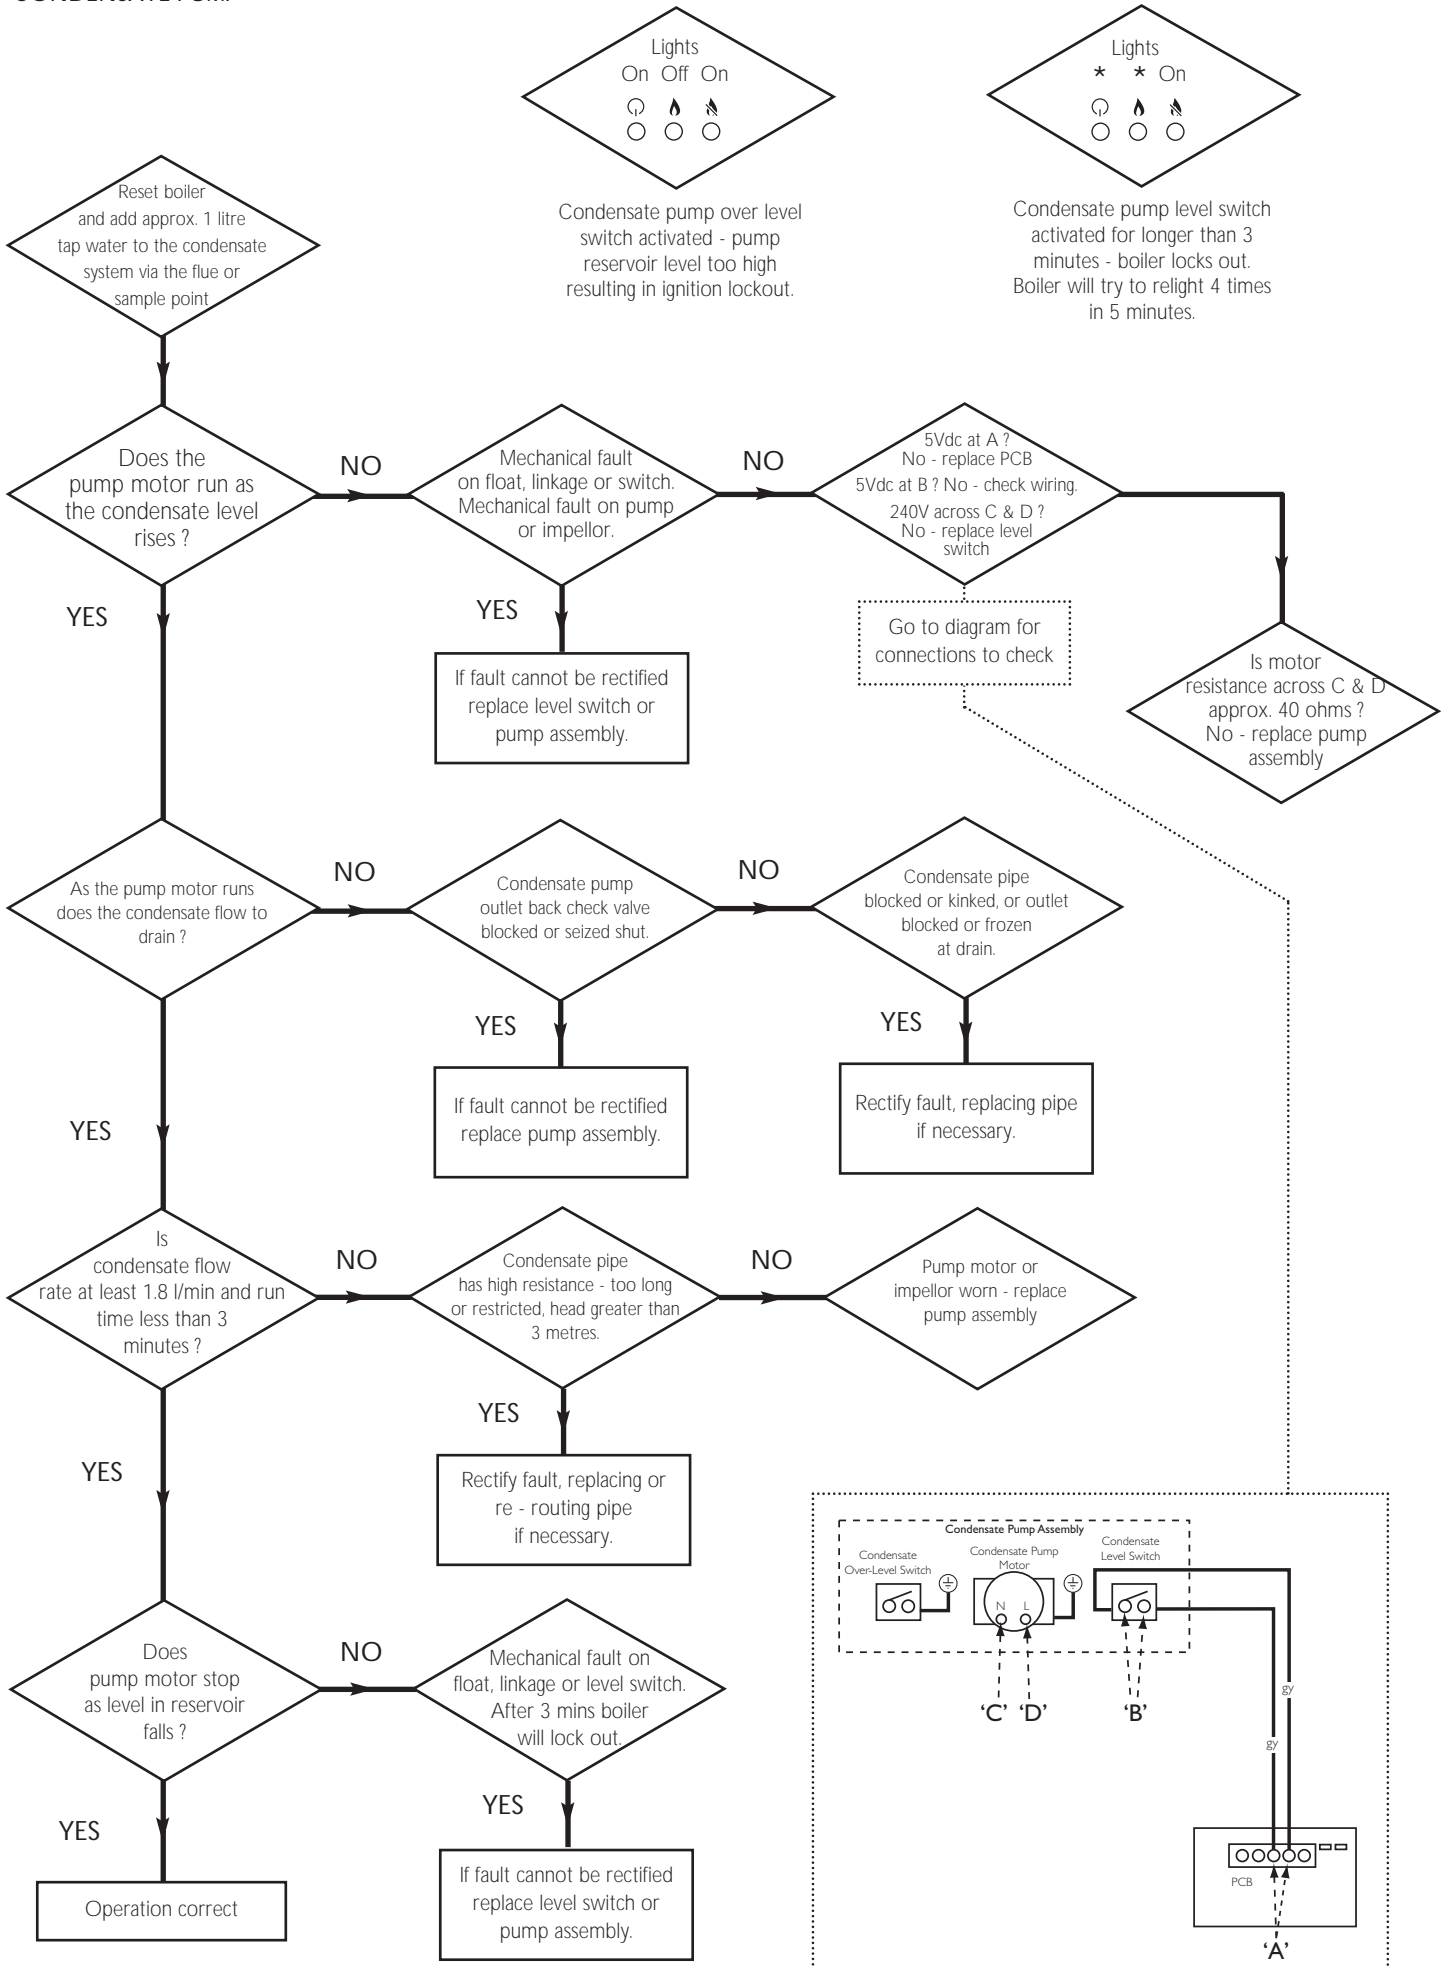 Lights
On Off On
Condensate pump over level
switch activated - pump
reservoir level too high
resulting in ignition lockout.
Lights
* * On
Condensate pump level switch
activated for longer than 3
minutes - boiler locks out.
Boiler will try to relight 4 times
in 5 minutes.
Reset boiler
and add approx. 1 litre
tap water to the condensate
system via the flue or
sample point
Does the
pump motor run as
the condensate level
rises ?
NO
Mechanical fault
on float, linkage or switch.
Mechanical fault on pump
or impellor.
NO
5Vdc at A ?
No - replace PCB
5Vdc at B ? No - check wiring.
240V across C & D ?
No - replace level
switch
YES
YES
If fault cannot be rectified
replace level switch or
pump assembly.
Go to diagram for
connections to check
Is motor
resistance across C & D
approx. 40 ohms ?
No - replace pump
assembly
As the pump motor runs
does the condensate flow to
drain ?
NO
Condensate pump
outlet back check valve
blocked or seized shut.
NO
Condensate pipe
blocked or kinked, or outlet
blocked or frozen
at drain.
YES
YES
If fault cannot be rectified
replace pump assembly.
YES
Rectify fault, replacing pipe
if necessary.
Is
condensate flow
rate at least 1.8 l/min and run
time less than 3
minutes ?
NO
Condensate pipe
has high resistance - too long
or restricted, head greater than
3 metres.
NO
Pump motor or
impellor worn - replace
pump assembly
YES
YES
Rectify fault, replacing or
re - routing pipe
if necessary.
Does
pump motor stop
as level in reservoir
falls ?
NO
Mechanical fault on
float, linkage or level switch.
After 3 mins boiler
will lock out.
YES
YES
Operation correct
If fault cannot be rectified
replace level switch or
pump assembly.
Condensate Pump Assembly
Condensate
Over-Level Switch
Condensate Pump
Motor
Condensate
Level Switch
N L
‘C’ ‘D’ ‘B’
gy
gy
PCB
‘A’